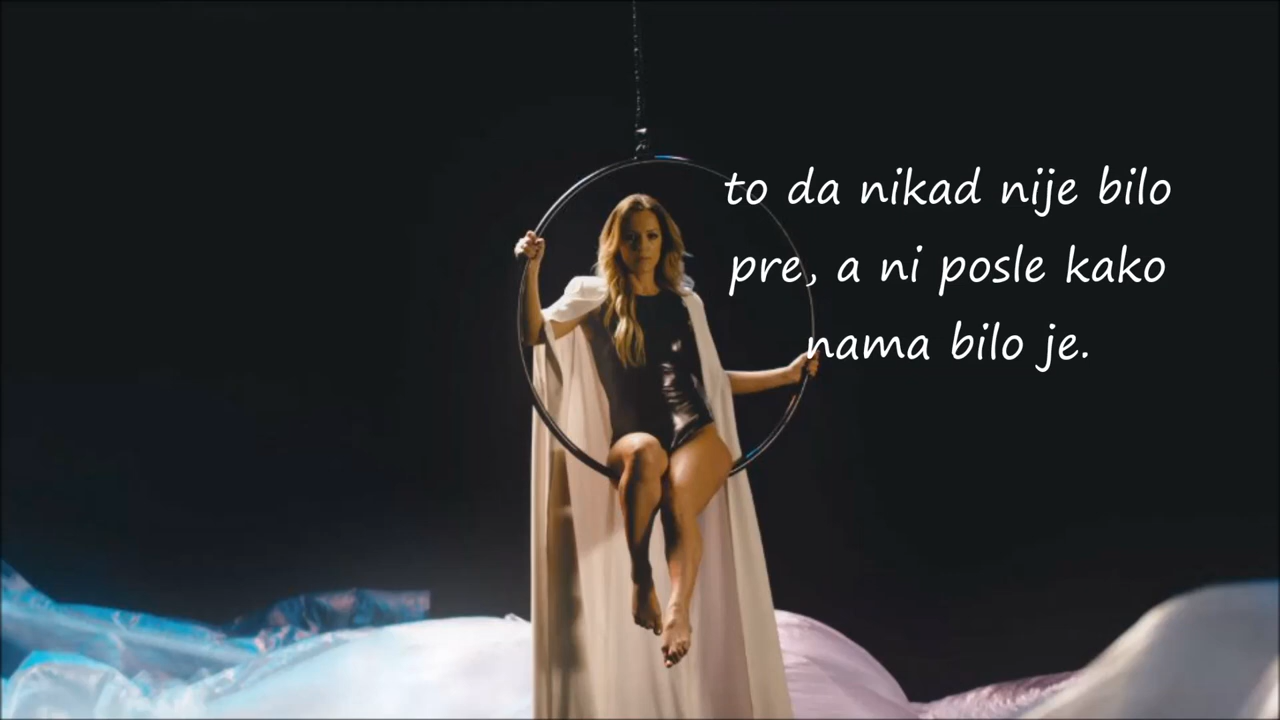 to da nikad nije bilo
pre, a ni posle kako
nama bilo je.